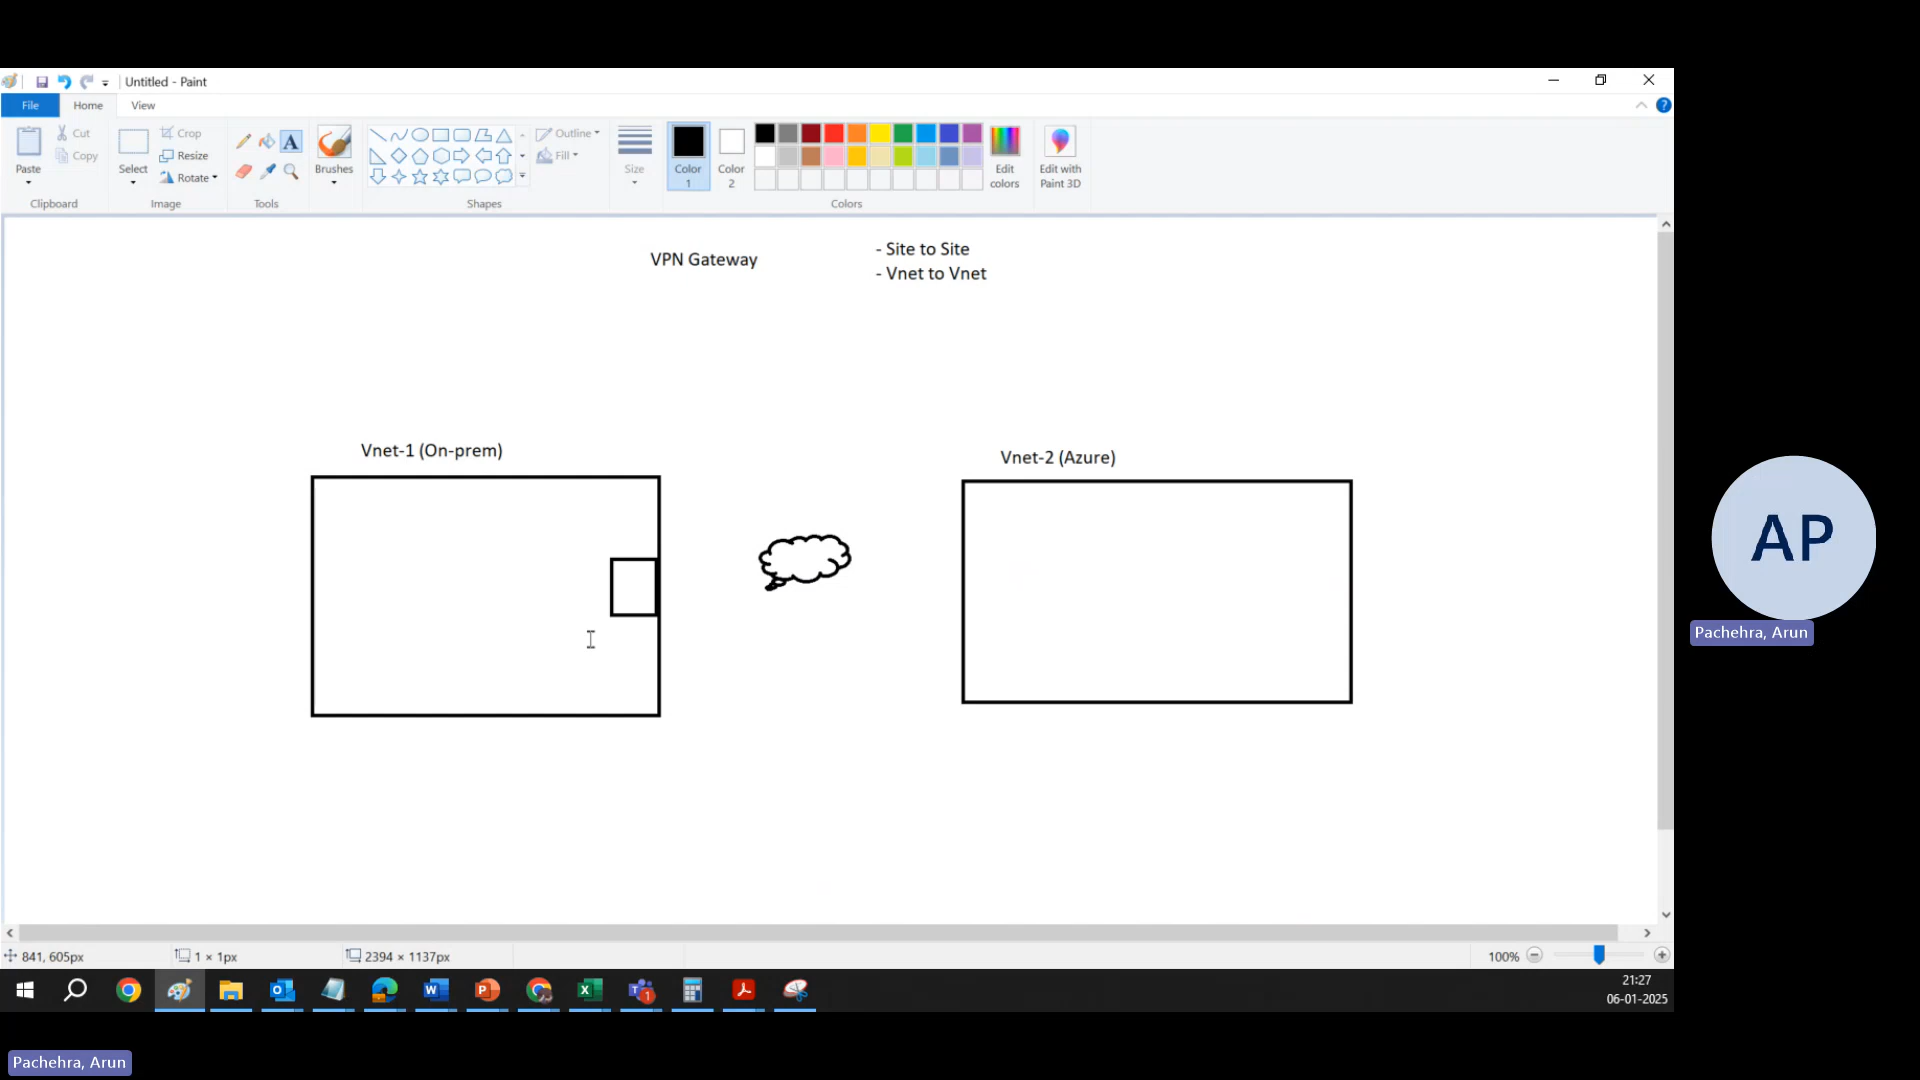 Untitled - Paint
File Home View
Paste
Cut
Copy
Clipboard
Select
Crop
Resize
Rotate
Image
A
Tools
Brushes
Shapes
Outline
Fill
Size
Color 1
Color 2
Colors
Edit colors
Edit with Paint 3D
VPN Gateway
- Site to Site
- Vnet to Vnet
Vnet-1 (On-prem)
Vnet-2 (Azure)
AP
Pachehra, Arun
841, 605px
1 × 1px
2394 × 1137px
100%
21:27
06-01-2025
Pachehra, Arun